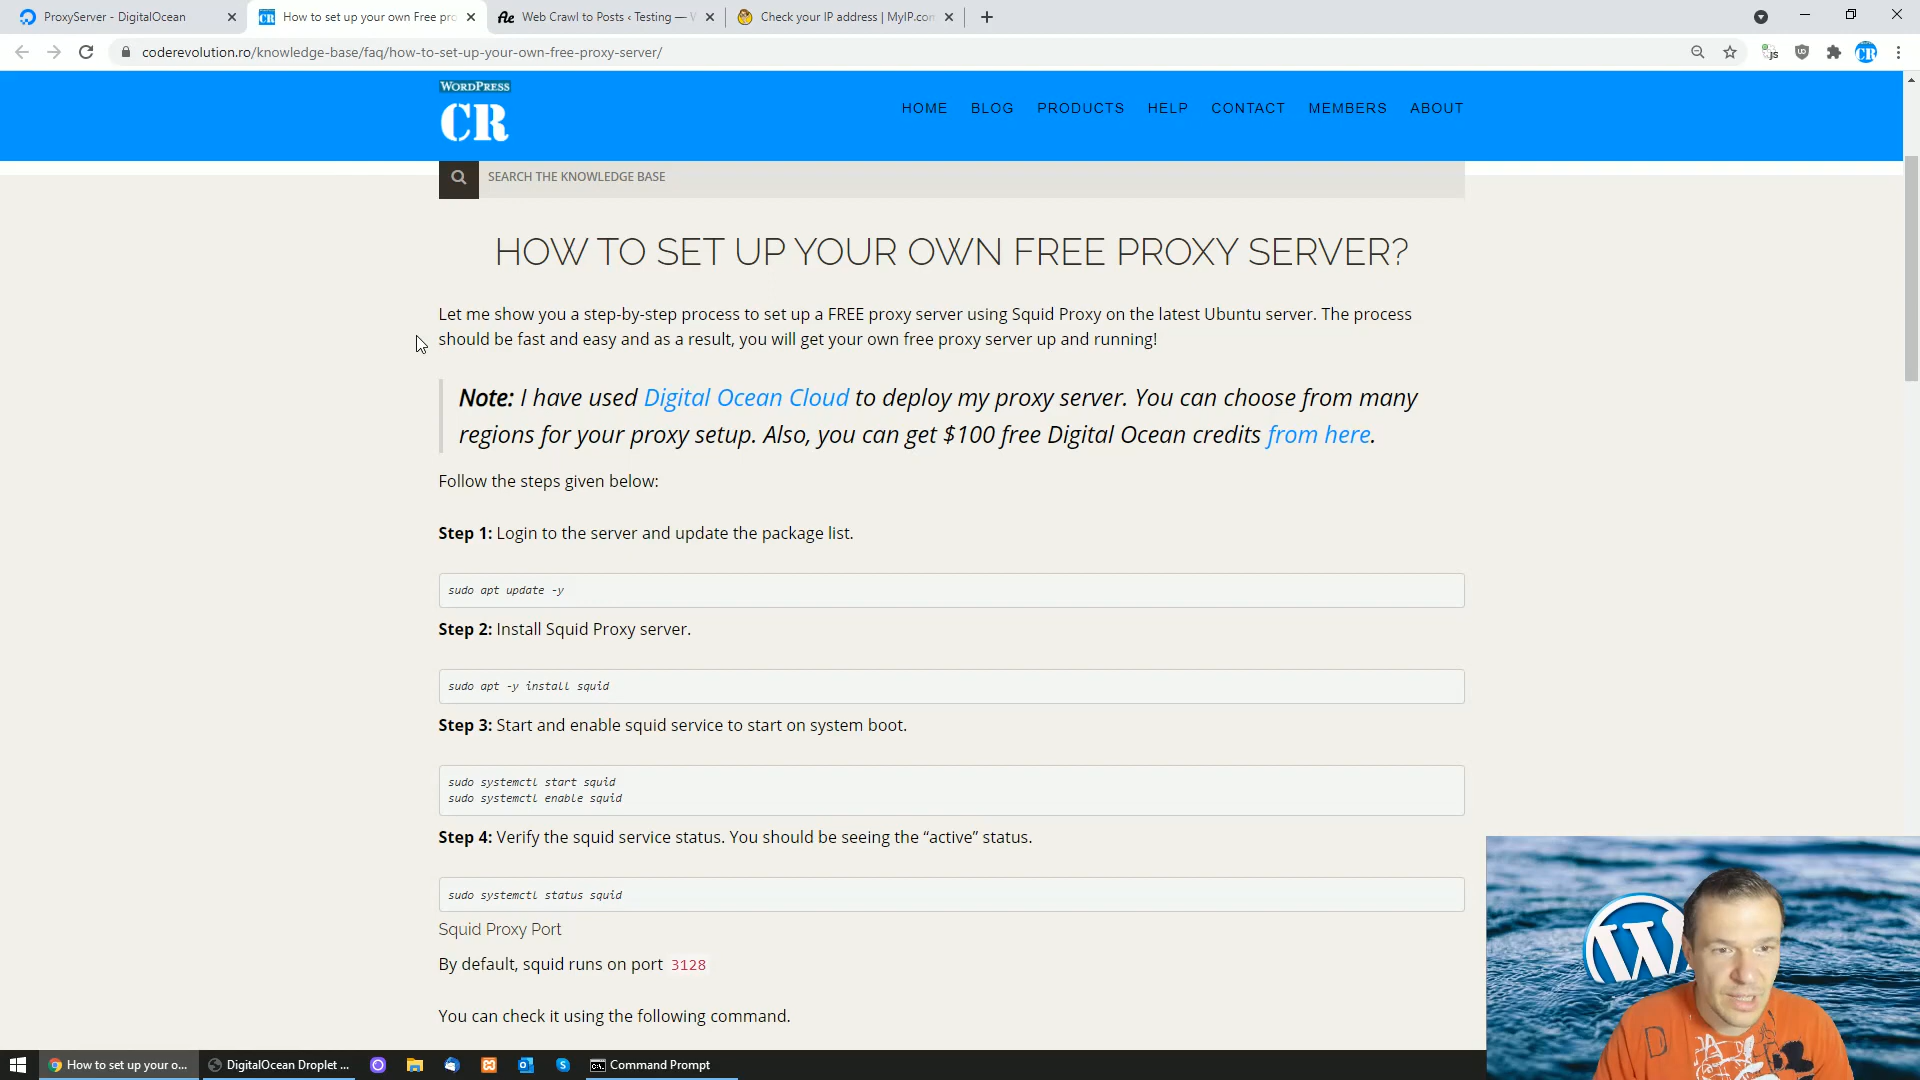 ProxyServer - DigitalOcean
How to set up your own Free pro
Web Crawl to Posts ‹ Testing — W
Check your IP address | MyIP.com
coderevolution.ro/knowledge-base/faq/how-to-set-up-your-own-free-proxy-server/
WORDPRESS
CR
HOME BLOG PRODUCTS HELP CONTACT MEMBERS ABOUT
SEARCH THE KNOWLEDGE BASE
HOW TO SET UP YOUR OWN FREE PROXY SERVER?
Let me show you a step-by-step process to set up a FREE proxy server using Squid Proxy on the latest Ubuntu server. The process
should be fast and easy and as a result, you will get your own free proxy server up and running!
Note: I have used Digital Ocean Cloud to deploy my proxy server. You can choose from many
regions for your proxy setup. Also, you can get $100 free Digital Ocean credits from here.
Follow the steps given below:
Step 1: Login to the server and update the package list.
sudo apt update -y
Step 2: Install Squid Proxy server.
sudo apt -y install squid
Step 3: Start and enable squid service to start on system boot.
sudo systemctl start squid
sudo systemctl enable squid
Step 4: Verify the squid service status. You should be seeing the “active” status.
sudo systemctl status squid
Squid Proxy Port
By default, squid runs on port 3128
You can check it using the following command.
How to set up your o...
DigitalOcean Droplet ...
Command Prompt